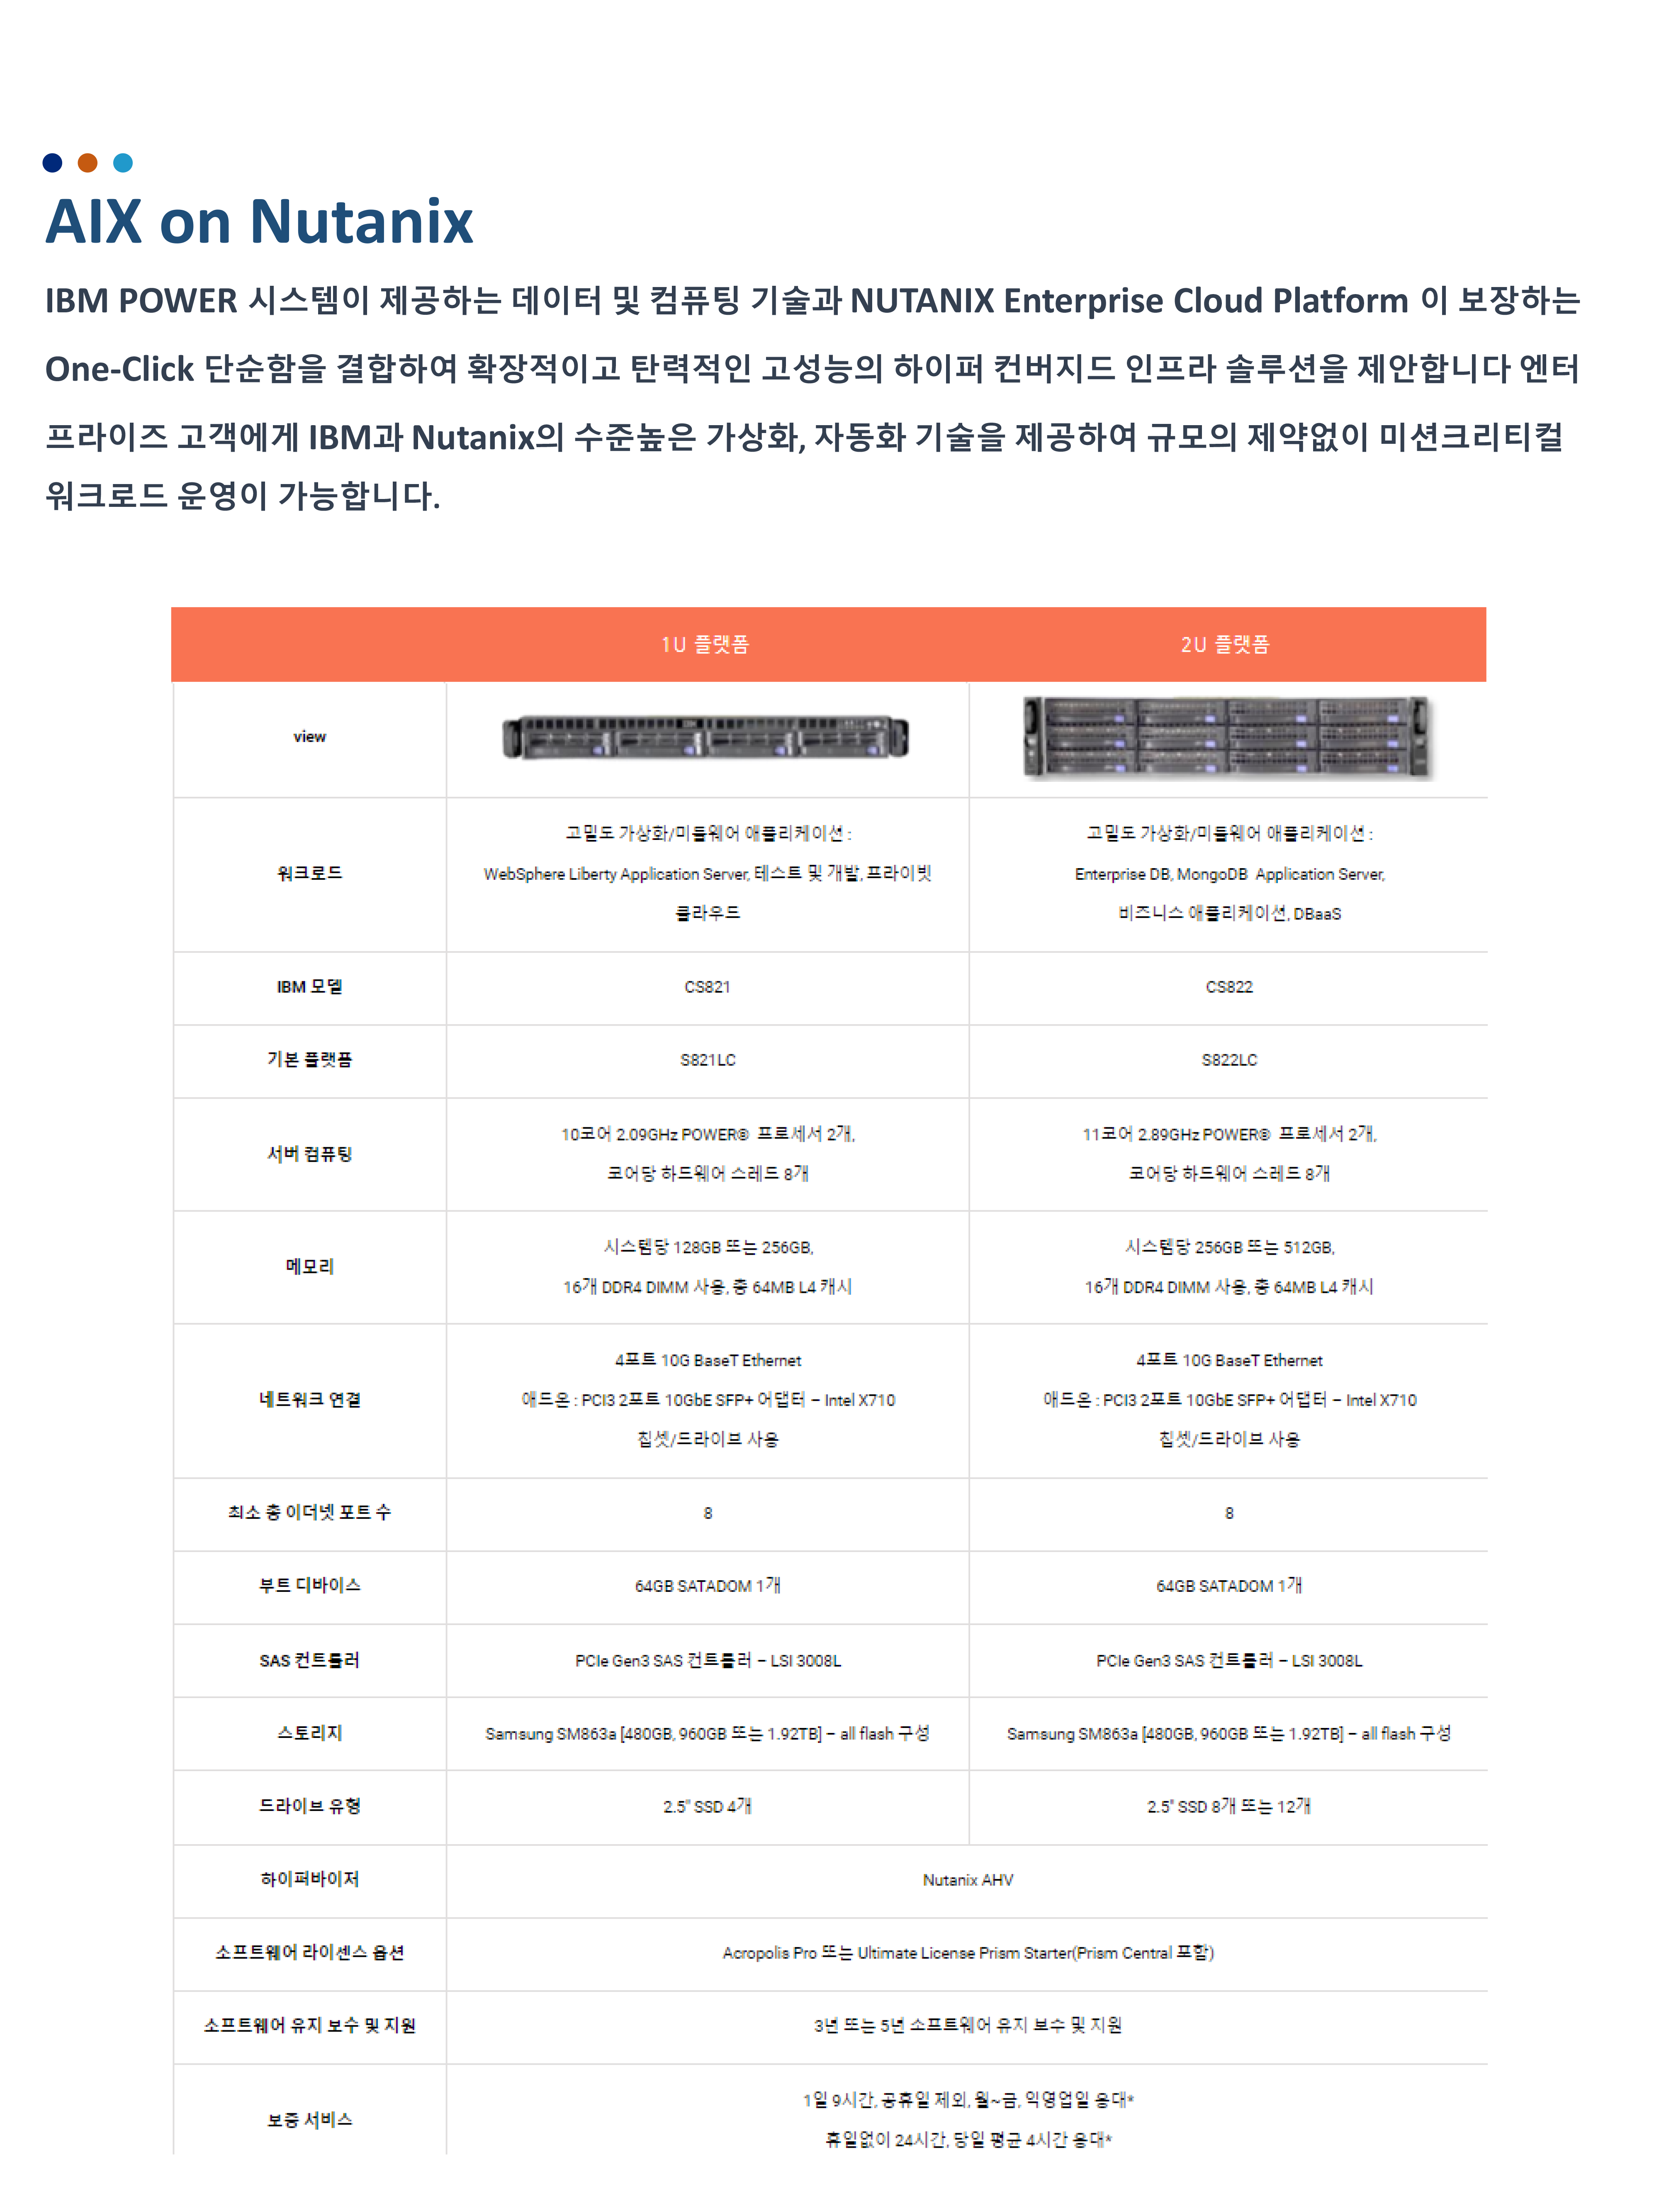 AIX on Nutanix
IBM POWER 시스템이 제공하는 데이터 및 컴퓨팅 기술과 NUTANIX Enterprise Cloud Platform 이 보장하는
One-Click 단순함을 결합하여 확장적이고 탄력적인 고성능의 하이퍼 컨버지드 인프라 솔루션을 제안합니다 엔터
프라이즈 고객에게 IBM과 Nutanix의 수준높은 가상화, 자동화 기술을 제공하여 규모의 제약없이 미션크리티컬
워크로드 운영이 가능합니다.
1U 플랫폼
2U 플랫폼
view
워크로드
고밀도 가상화/미들웨어 애플리케이션 :
WebSphere Liberty Application Server, 테스트 및 개발, 프라이빗
클라우드
고밀도 가상화/미들웨어 애플리케이션 :
Enterprise DB, MongoDB Application Server,
비즈니스 애플리케이션, DBaaS
IBM 모델
CS821
CS822
기본 플랫폼
S821LC
S822LC
서버 컴퓨팅
10코어 2.09GHz POWER® 프로세서 2개,
코어당 하드웨어 스레드 8개
11코어 2.89GHz POWER® 프로세서 2개,
코어당 하드웨어 스레드 8개
메모리
시스템당 128GB 또는 256GB,
16개 DDR4 DIMM 사용, 총 64MB L4 캐시
시스템당 256GB 또는 512GB,
16개 DDR4 DIMM 사용, 총 64MB L4 캐시
네트워크 연결
4포트 10G BaseT Ethernet
애드온 : PCI3 2포트 10GbE SFP+ 어댑터 – Intel X710
칩셋/드라이브 사용
4포트 10G BaseT Ethernet
애드온 : PCI3 2포트 10GbE SFP+ 어댑터 – Intel X710
칩셋/드라이브 사용
최소 총 이더넷 포트 수
8
8
부트 디바이스
64GB SATADOM 1개
64GB SATADOM 1개
SAS 컨트롤러
PCIe Gen3 SAS 컨트롤러 – LSI 3008L
PCIe Gen3 SAS 컨트롤러 – LSI 3008L
스토리지
Samsung SM863a [480GB, 960GB 또는 1.92TB] – all flash 구성
Samsung SM863a [480GB, 960GB 또는 1.92TB] – all flash 구성
드라이브 유형
2.5" SSD 4개
2.5" SSD 8개 또는 12개
하이퍼바이저
Nutanix AHV
소프트웨어 라이센스 옵션
Acropolis Pro 또는 Ultimate License Prism Starter(Prism Central 포함)
소프트웨어 유지 보수 및 지원
3년 또는 5년 소프트웨어 유지 보수 및 지원
보증 서비스
1일 9시간, 공휴일 제외, 월~금, 익영업일 응대*
휴일없이 24시간, 당일 평균 4시간 응대*